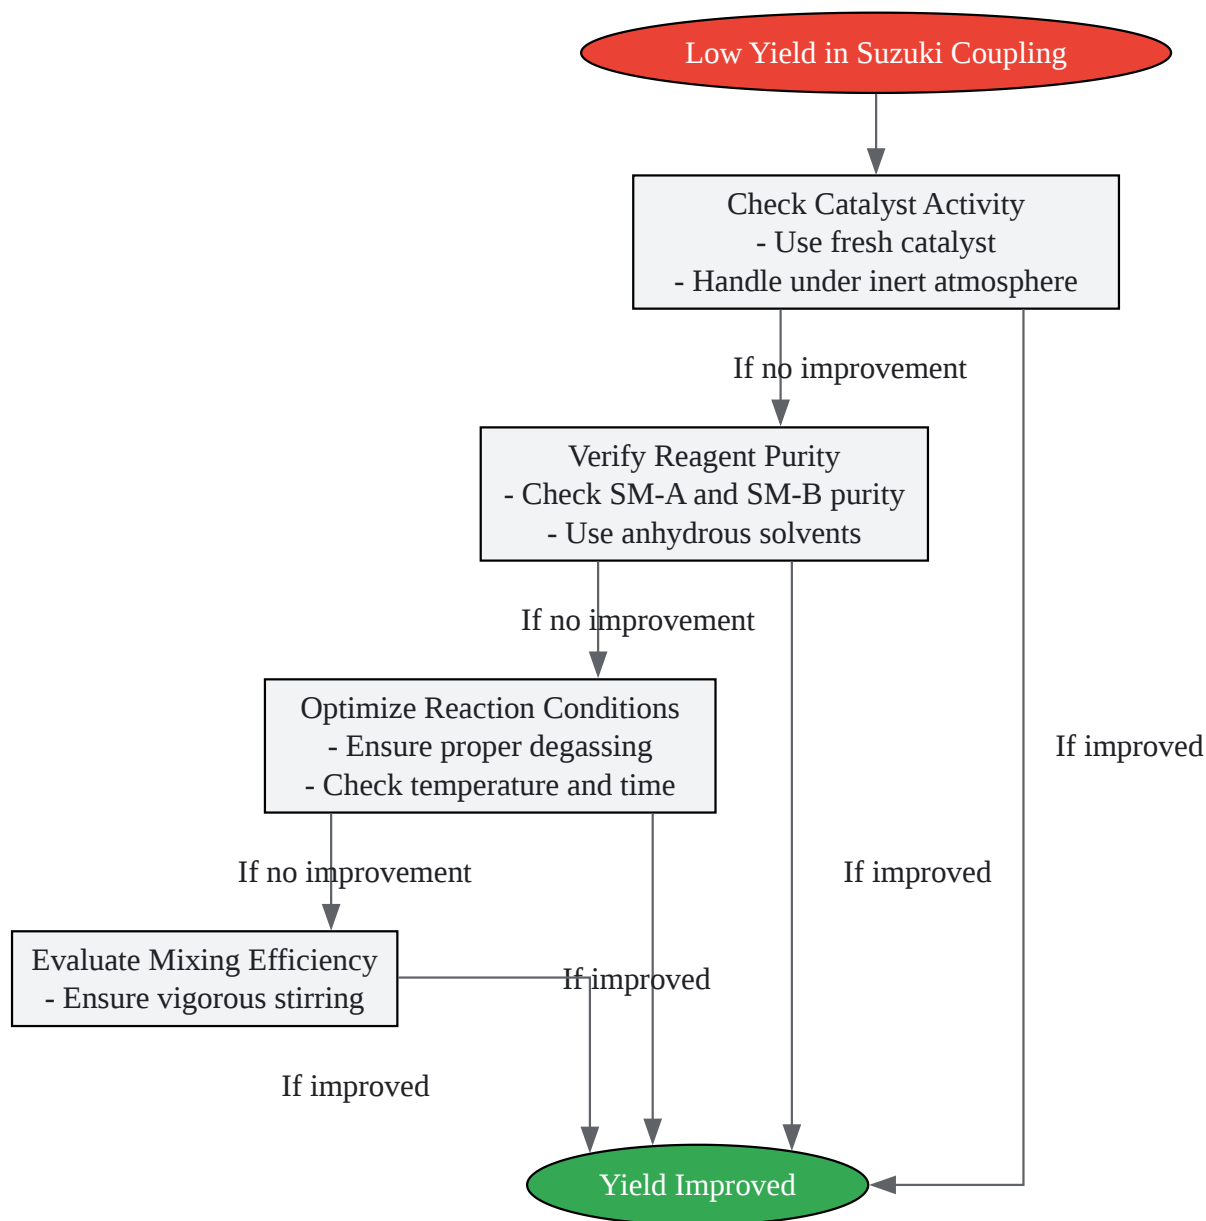 Low Yield in Suzuki Coupling
Check Catalyst Activity
- Use fresh catalyst
- Handle under inert atmosphere
If no improvement
Verify Reagent Purity
- Check SM-A and SM-B purity
- Use anhydrous solvents
If no improvement
Optimize Reaction Conditions
- Ensure proper degassing
- Check temperature and time
If improved
If no improvement
If improved
Evaluate Mixing Efficiency
- Ensure vigorous stirring
If improved
If improved
Yield Improved